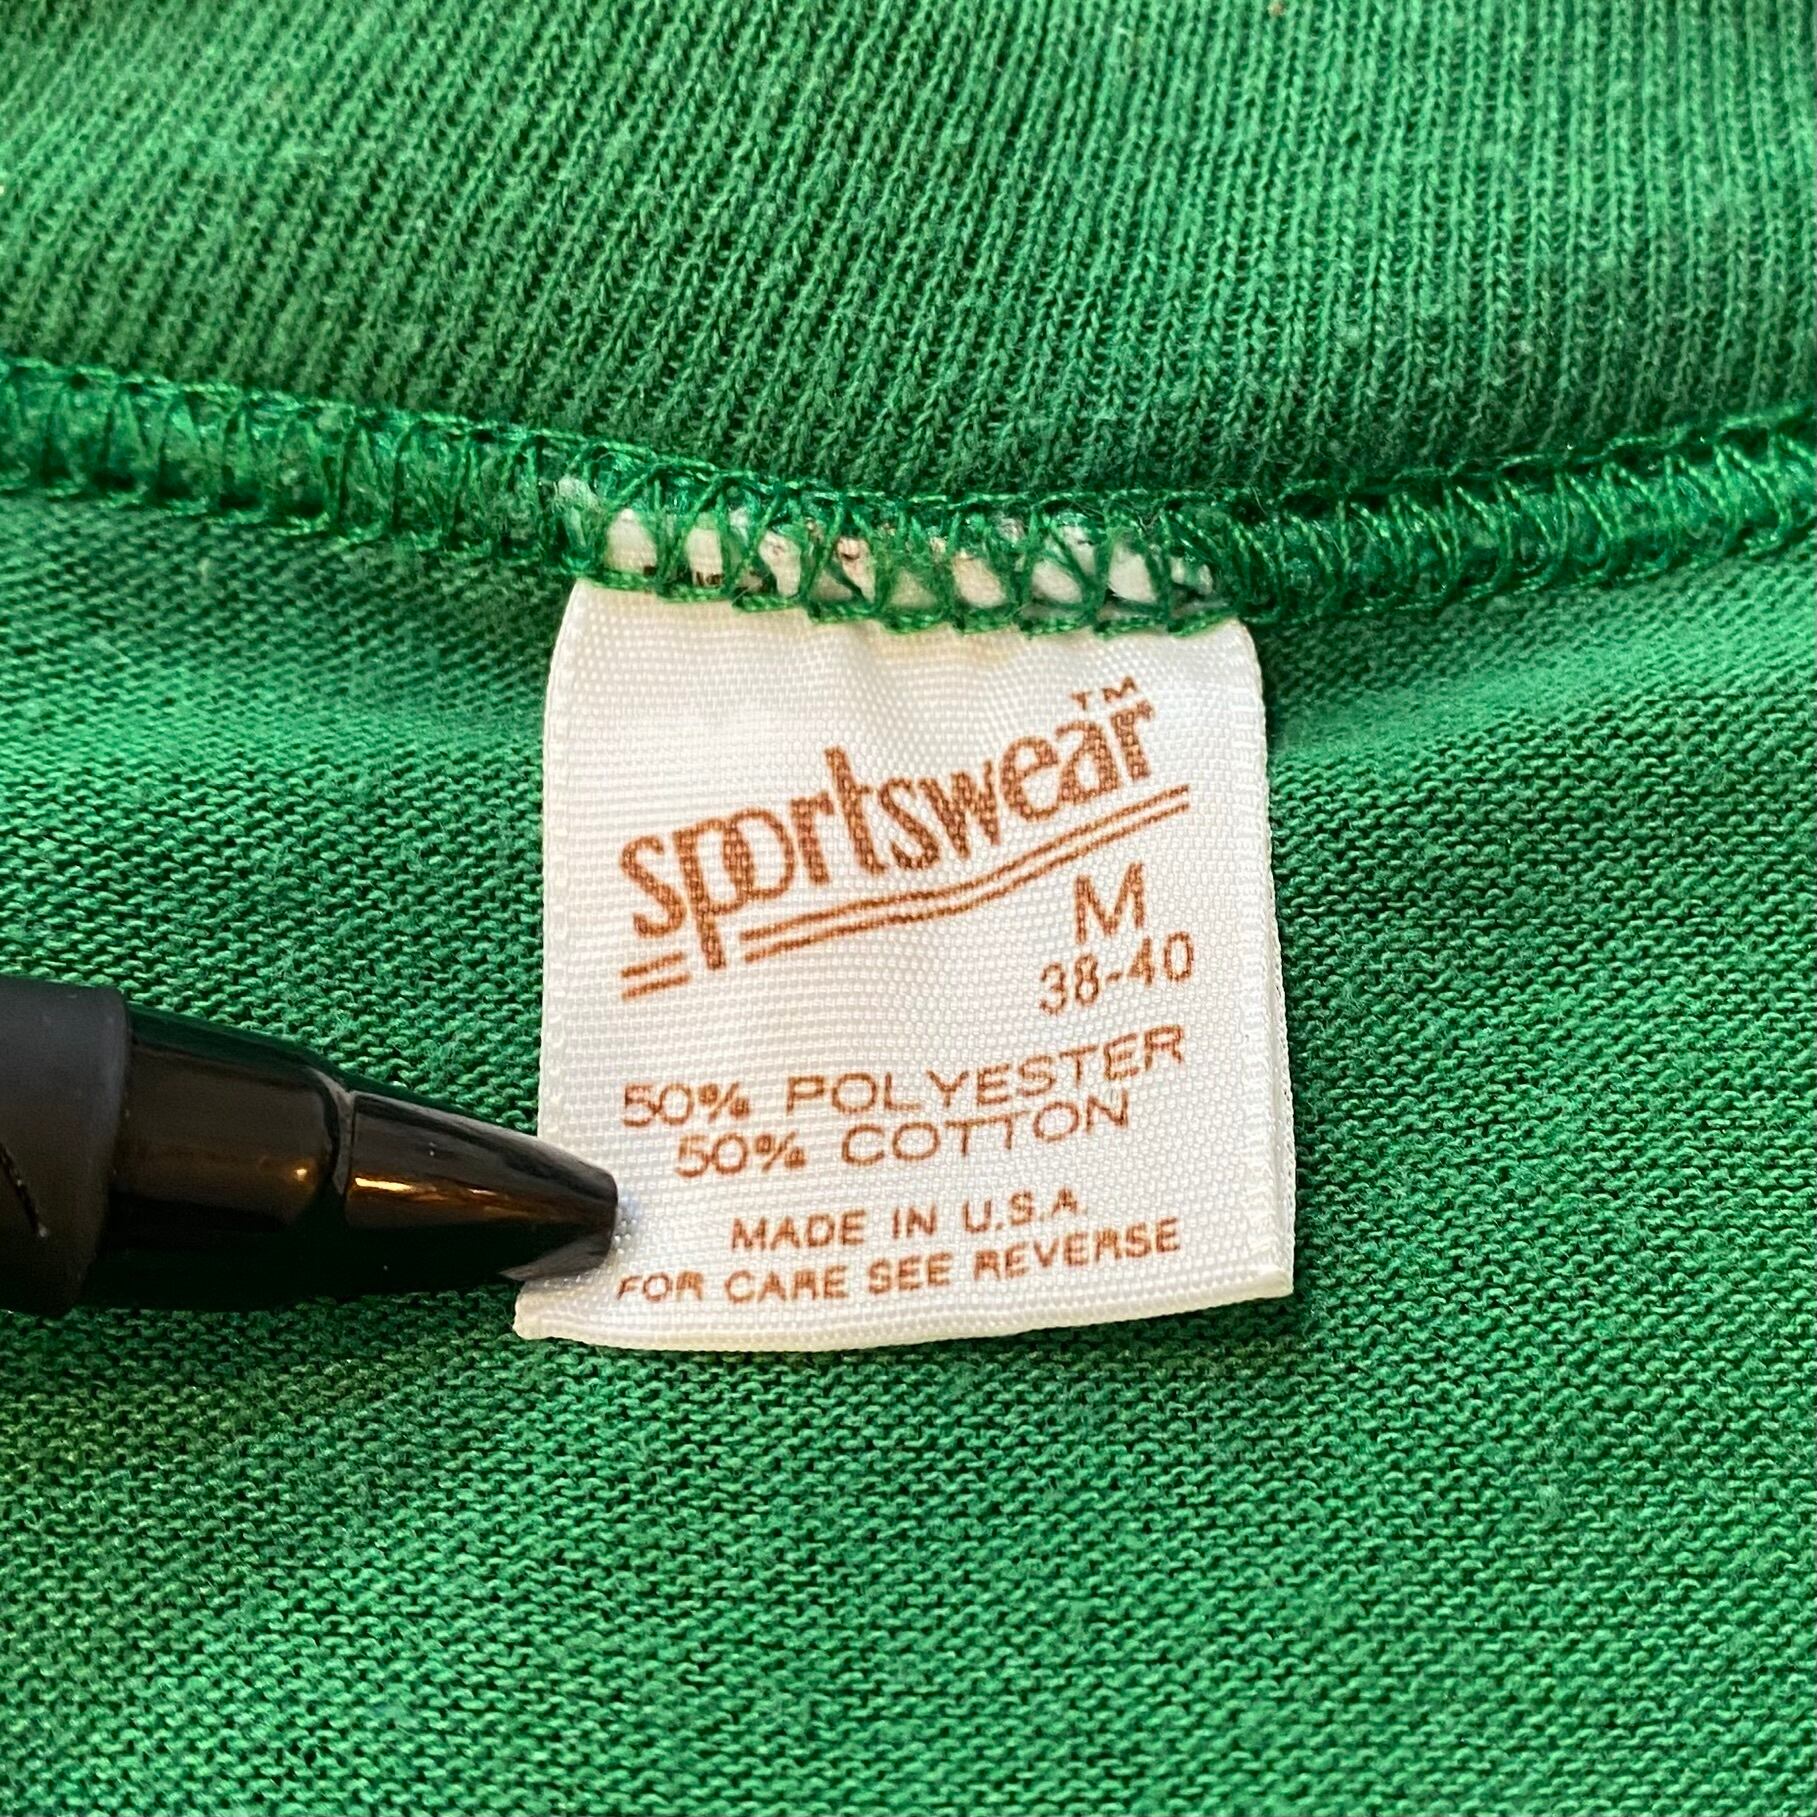 sportswear™
M
38-40
50% POLYESTER
50% COTTON
MADE IN U.S.A
FOR CARE SEE REVERSE